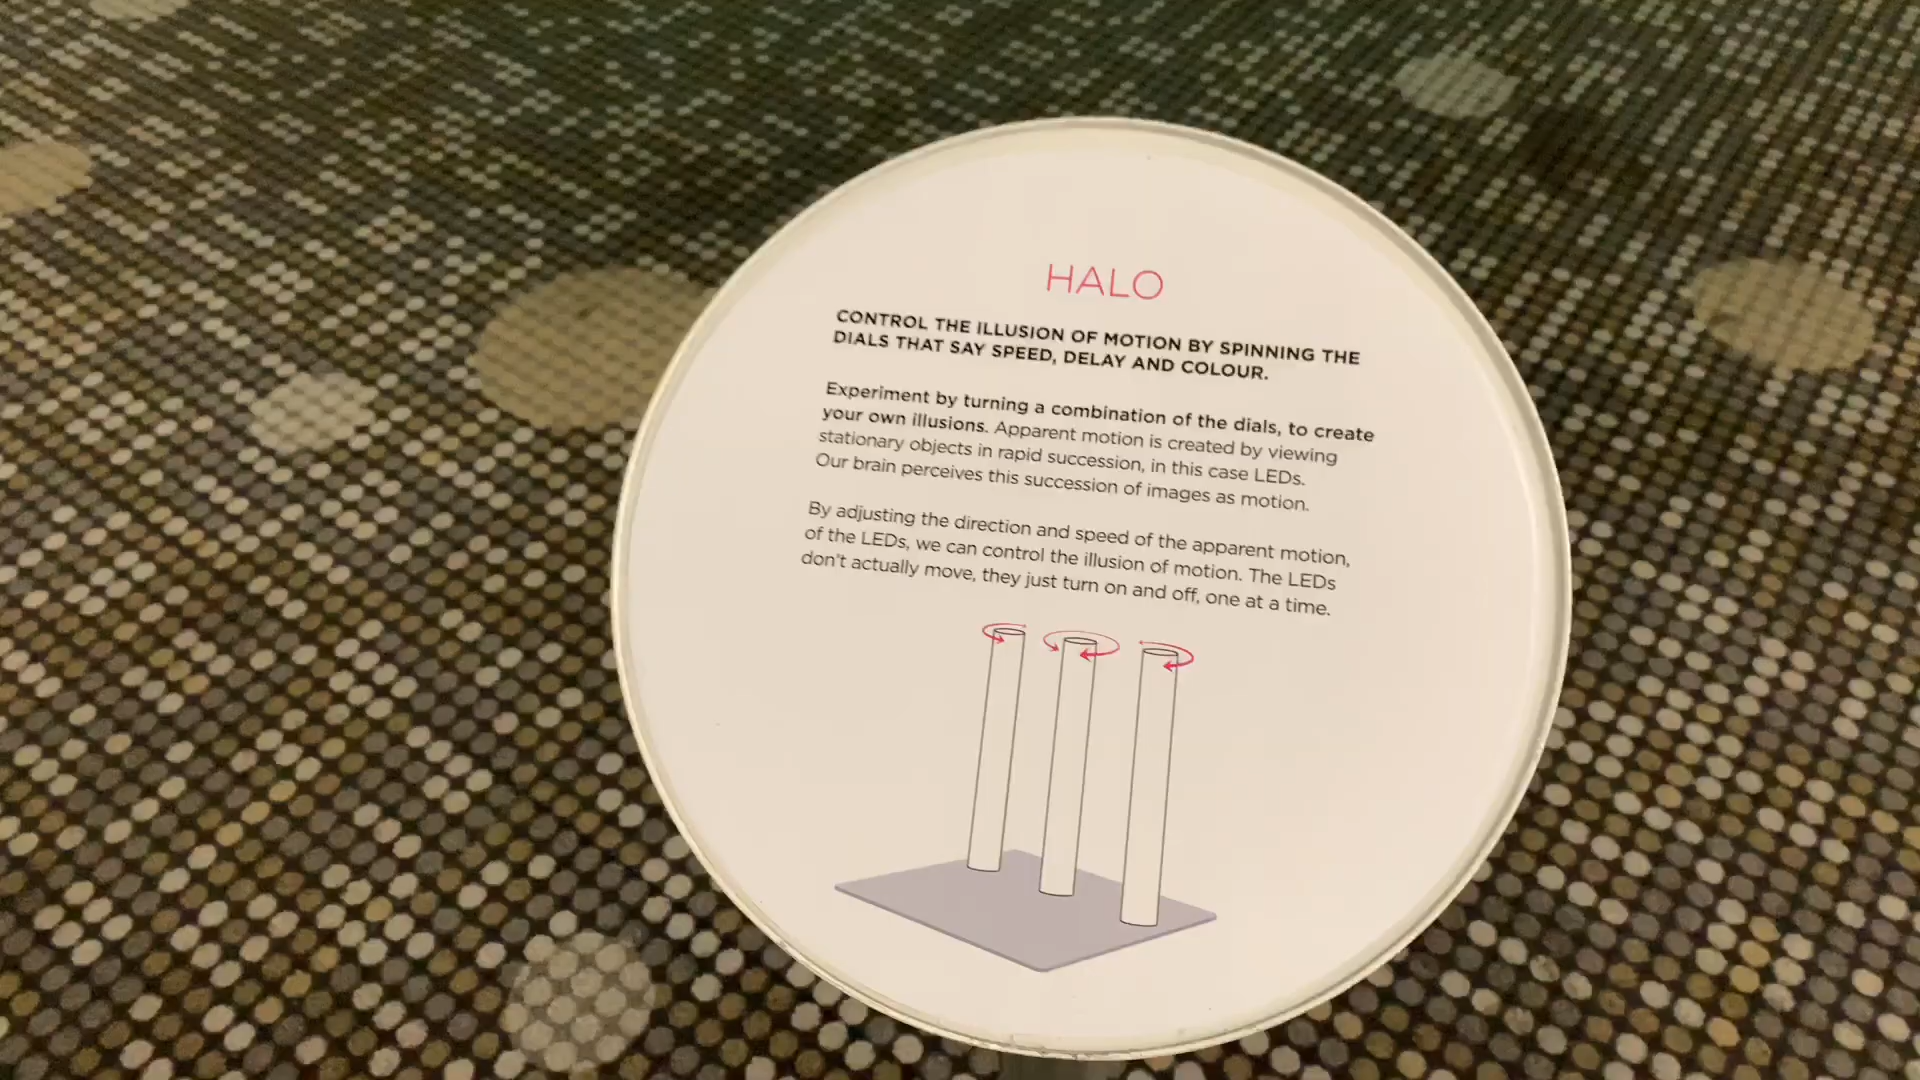 HALO
CONTROL THE ILLUSION OF MOTION BY SPINNING THE
DIALS THAT SAY SPEED, DELAY AND COLOUR.
Experiment by turning a combination of the dials, to create
your own illusions. Apparent motion is created by viewing
stationary objects in rapid succession, in this case LEDs.
Our brain perceives this succession of images as motion.
By adjusting the direction and speed of the apparent motion,
of the LEDs, we can control the illusion of motion. The LEDs
don't actually move, they just turn on and off, one at a time.